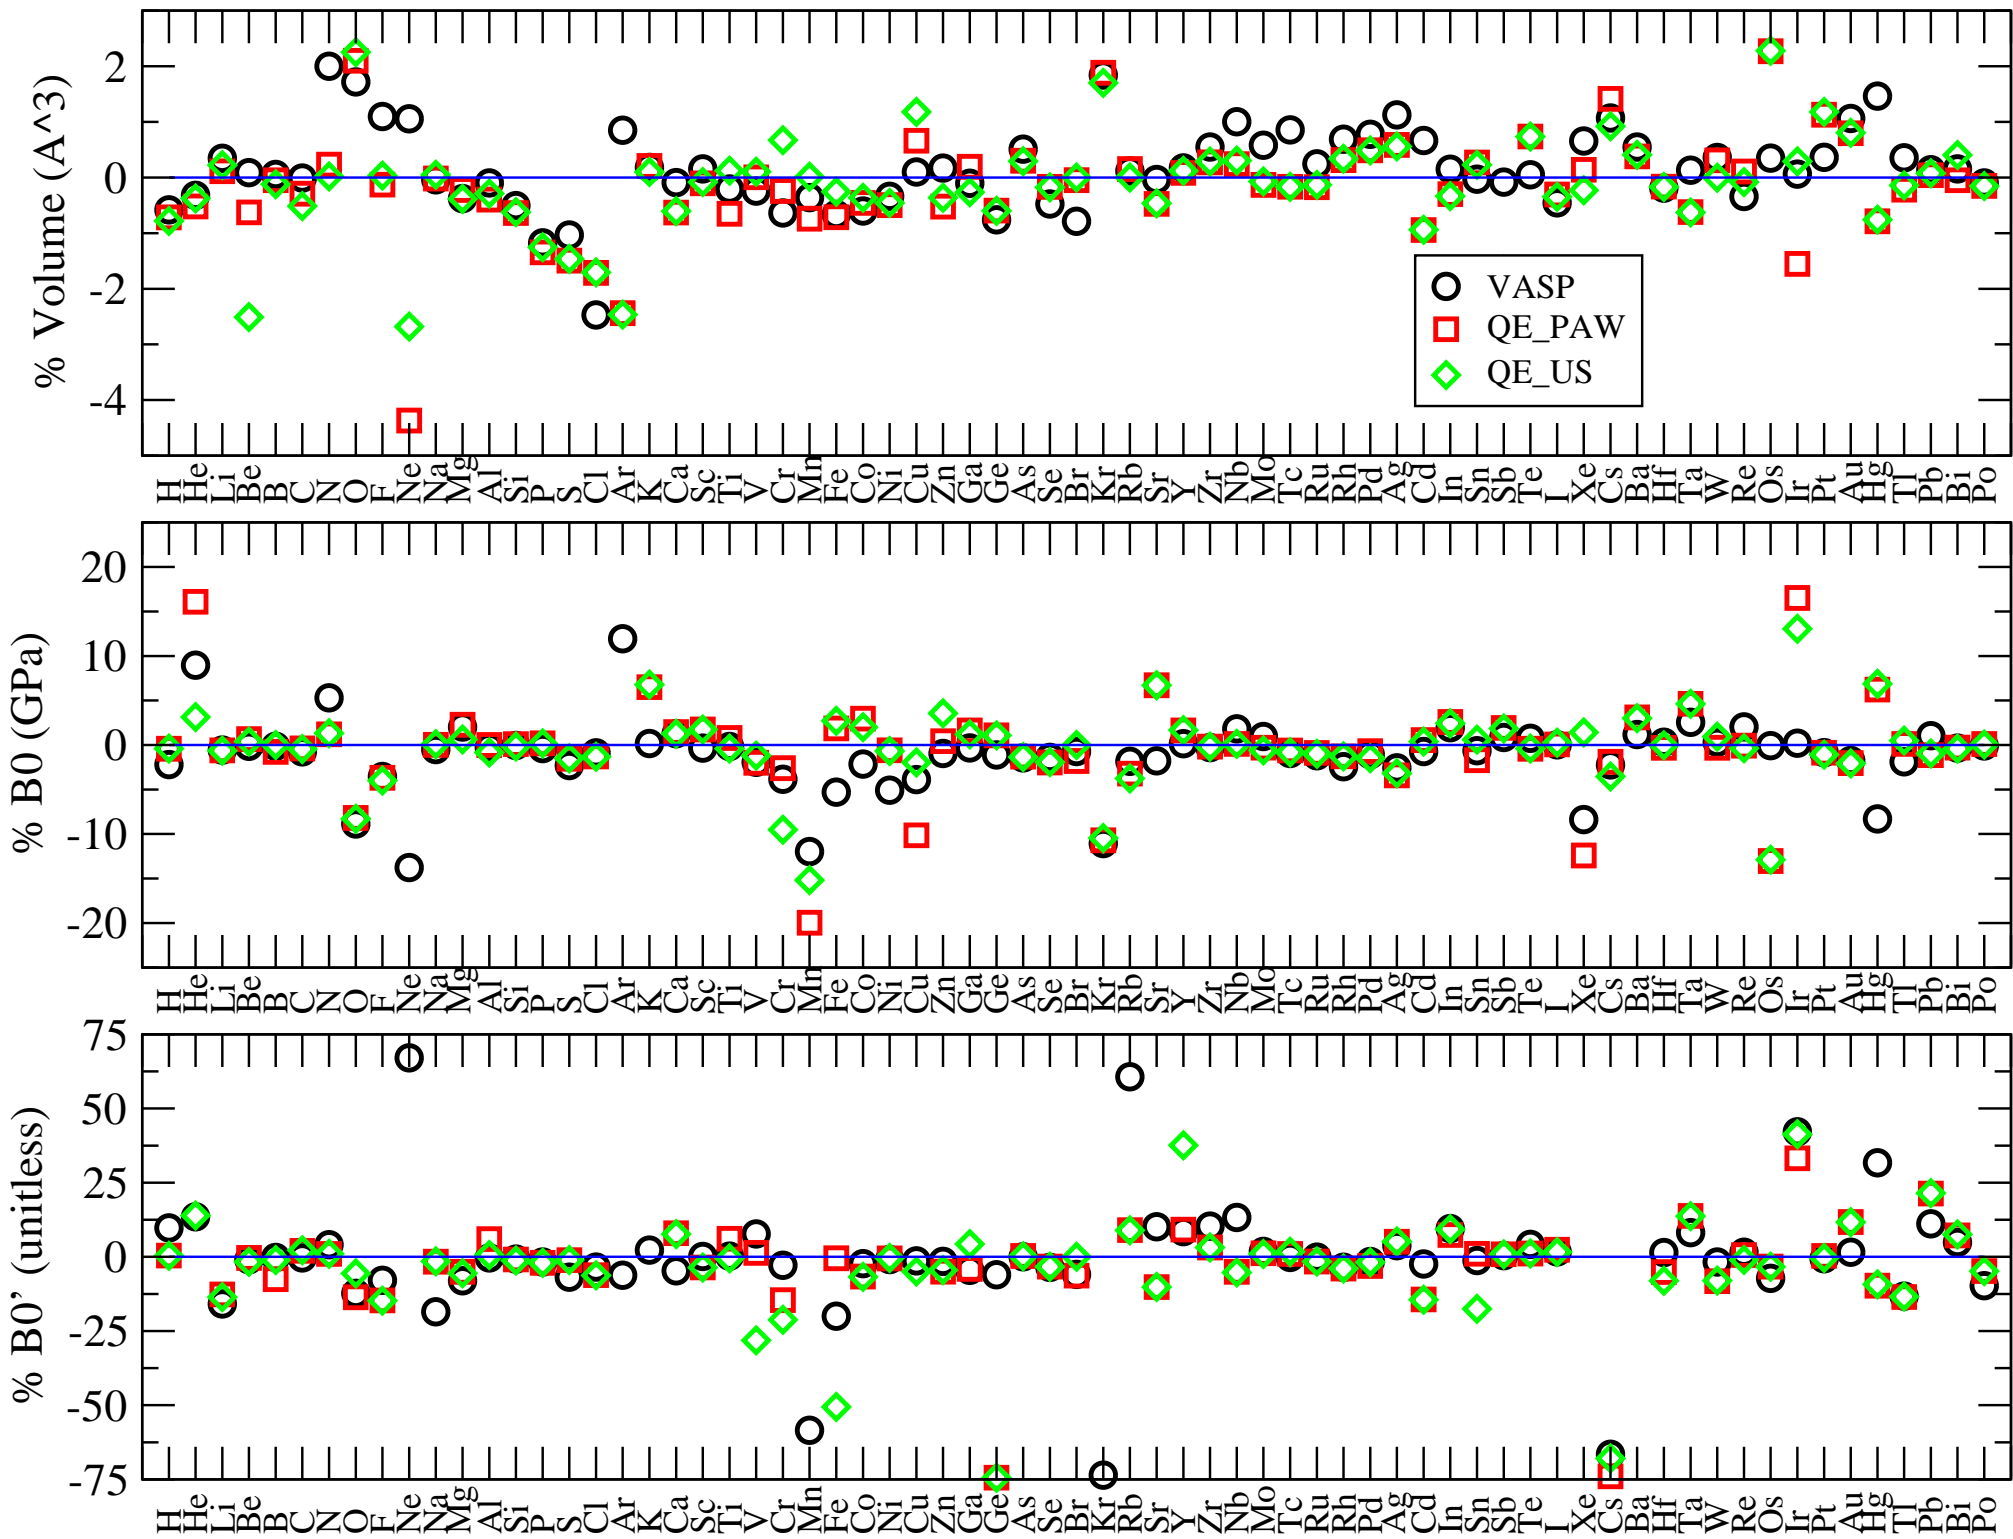 % Volume (A^3)
2
0
-2
-4
VASP
QE_PAW
QE_US
H He Li Be B C N O F Ne Na Mg Al Si P S Cl Ar K Ca Sc Ti V Cr Mn Fe Co Ni Cu Zn Ga Ge As Se Br Kr Rb Sr Y Zr Nb Mo Tc Ru Rh Pd Ag Cd In Sn Sb Te I Xe Cs Ba Hf Ta W Re Os Ir Pt Au Hg Tl Pb Bi Po
% B0 (GPa)
20
10
0
-10
-20
H He Li Be B C N O F Ne Na Mg Al Si P S Cl Ar K Ca Sc Ti V Cr Mn Fe Co Ni Cu Zn Ga Ge As Se Br Kr Rb Sr Y Zr Nb Mo Tc Ru Rh Pd Ag Cd In Sn Sb Te I Xe Cs Ba Hf Ta W Re Os Ir Pt Au Hg Tl Pb Bi Po
% B0' (unitless)
75
50
25
0
-25
-50
-75
H He Li Be B C N O F Ne Na Mg Al Si P S Cl Ar K Ca Sc Ti V Cr Mn Fe Co Ni Cu Zn Ga Ge As Se Br Kr Rb Sr Y Zr Nb Mo Tc Ru Rh Pd Ag Cd In Sn Sb Te I Xe Cs Ba Hf Ta W Re Os Ir Pt Au Hg Tl Pb Bi Po